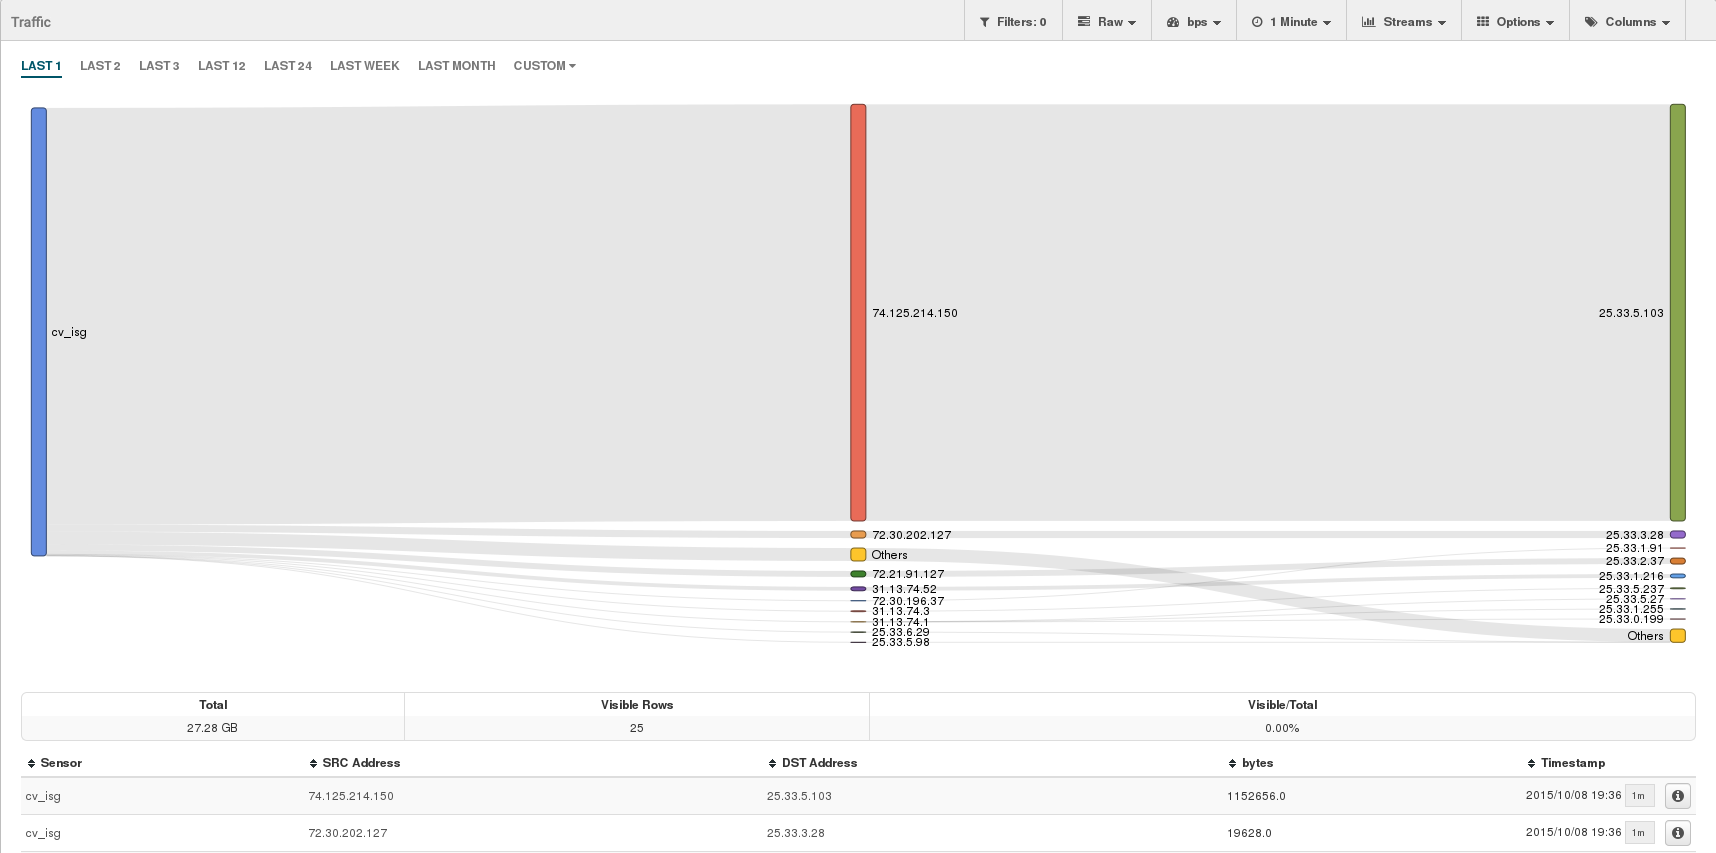 Traffic
Filters: 0
Raw
bps
1 Minute
Streams
Options
Columns
LAST 1 LAST 2 LAST 3 LAST 12 LAST 24 LAST WEEK LAST MONTH CUSTOM
cv_isg
74.125.214.150
25.33.5.103
72.30.202.127
Others
72.21.91.127
31.13.74.52
72.30.196.37
31.13.74.3
31.13.74.1
25.33.6.29
25.33.5.98
25.33.3.28
25.33.1.91
25.33.2.37
25.33.1.216
25.33.5.237
25.33.5.27
25.33.1.255
25.33.0.199
Others
Total Visible Rows Visible/Total
27.28 GB 25 0.00%
Sensor SRC Address DST Address bytes Timestamp
cv_isg 74.125.214.150 25.33.5.103 1152656.0 2015/10/08 19:36 1m
cv_isg 72.30.202.127 25.33.3.28 19628.0 2015/10/08 19:36 1m